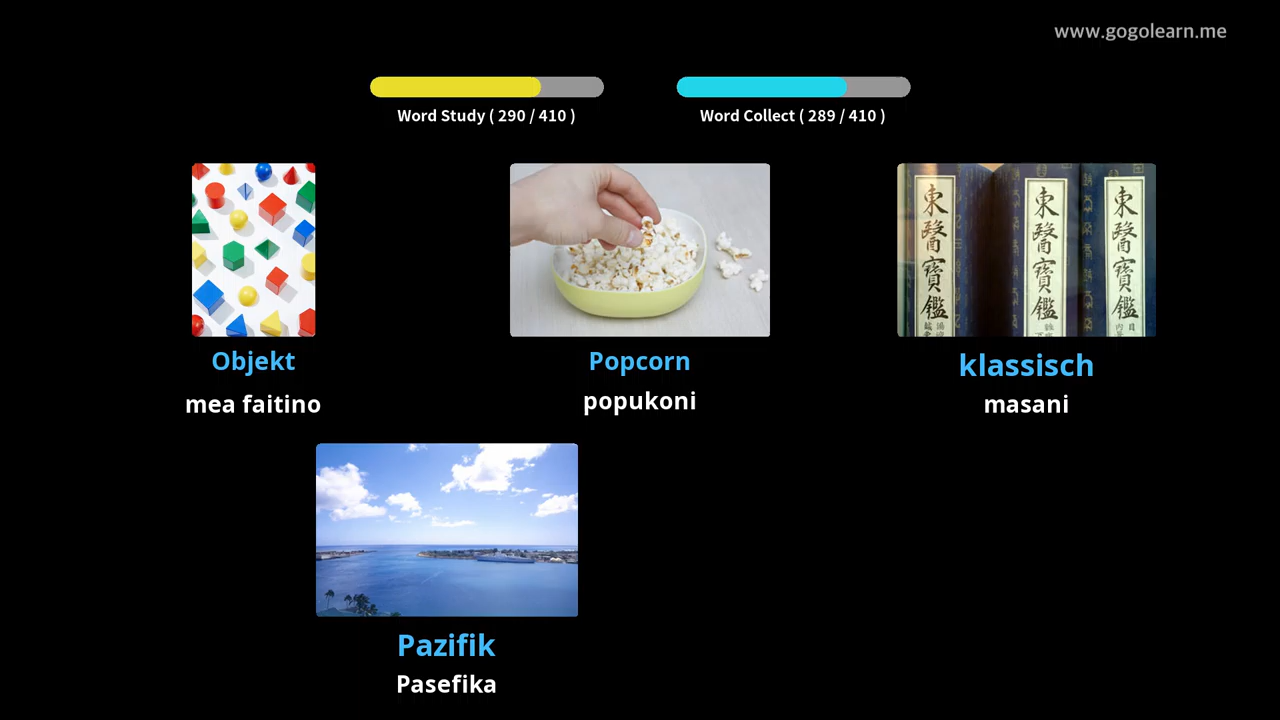 www.gogolearn.me
Word Study ( 290 / 410 )
Word Collect ( 289 / 410 )
東醫寶鑑
東醫寶鑑
東醫寶鑑
Objekt
Popcorn
klassisch
mea faitino
popukoni
masani
Pazifik
Pasefika